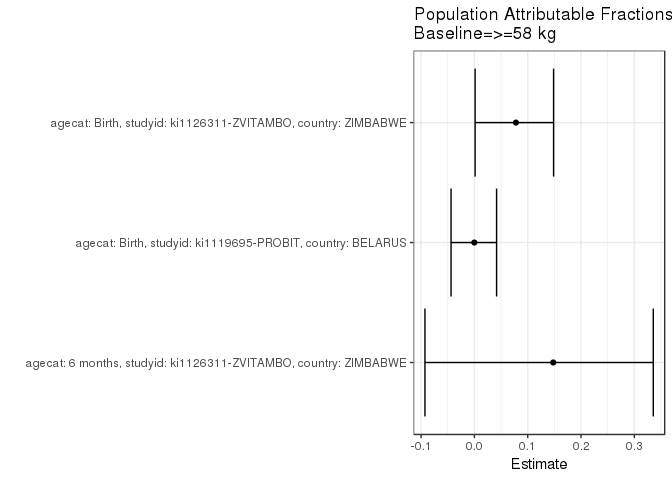 Population Attributable Fractions
Baseline=>=58 kg
agecat: Birth, studyid: ki1126311-ZVITAMBO, country: ZIMBABWE
agecat: Birth, studyid: ki1119695-PROBIT, country: BELARUS
agecat: 6 months, studyid: ki1126311-ZVITAMBO, country: ZIMBABWE
-0.1 0.0 0.1 0.2 0.3
Estimate